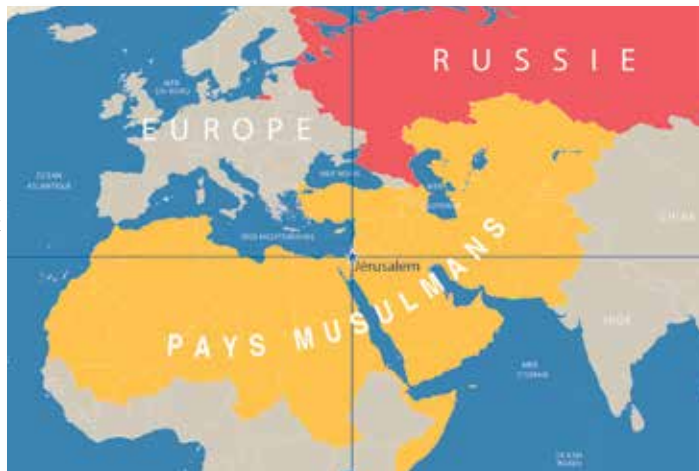 RUSSIE
MER
DU NORD
EUROPE
OCÉAN
ATLANTIQUE
MER NOIRE
MER
CHINE
MER MÉDITERRANÉE
Jérusalem
PAYS MUSULMANS
INDE
MER
D'OMAN
OCÉAN
INDIEN